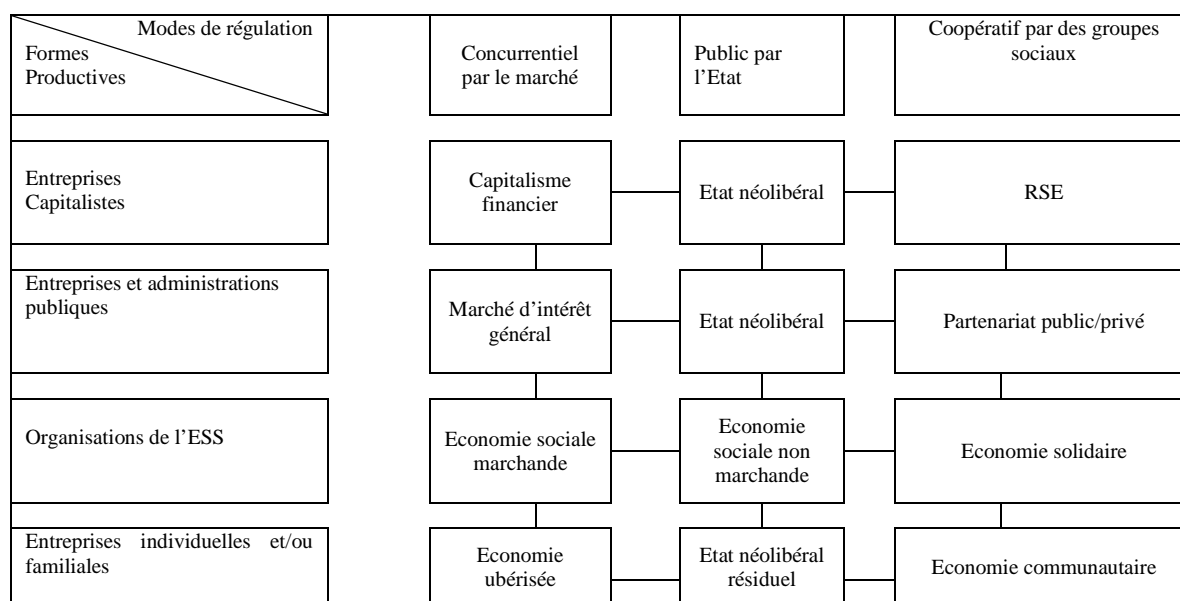 Modes de régulation
Formes
Productives
Concurrentiel
par le marché
Public par
l’Etat
Coopératif par des groupes
sociaux
Entreprises
Capitalistes
Capitalisme
financier
Etat néolibéral
RSE
Entreprises et administrations
publiques
Marché d’intérêt
général
Etat néolibéral
Partenariat public/privé
Organisations de l’ESS
Economie sociale
marchande
Economie
sociale non
marchande
Economie solidaire
Entreprises individuelles et/ou
familiales
Economie
ubérisée
Etat néolibéral
résiduel
Economie communautaire